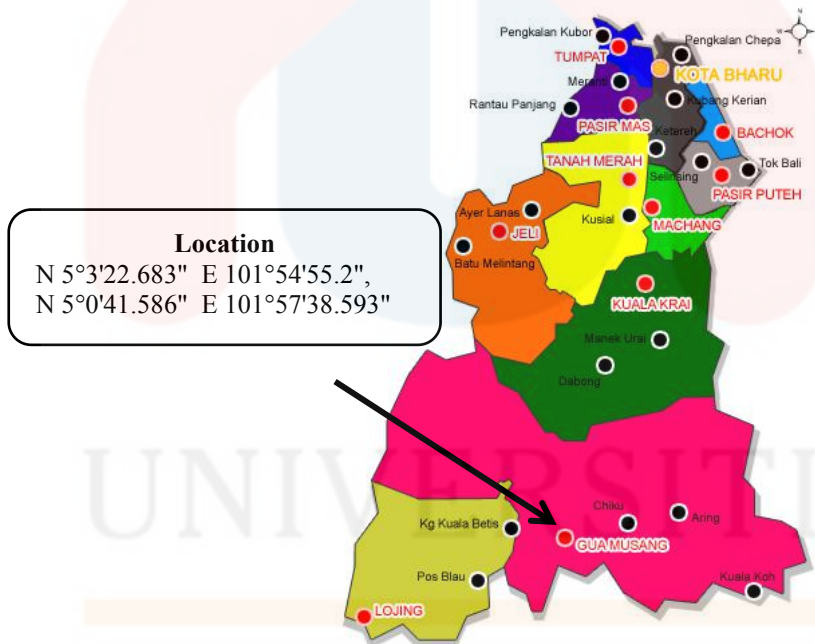 N
W
E
S
Pengkalan Kubor
TUMPAT
Pengkalan Chepa
KOTA BHARU
Meranti
Kubang Kerian
Rantau Panjang
PASIR MAS
BACHOK
Ketereh
TANAH MERAH
Selinsing
Tok Bali
PASIR PUTEH
Ayer Lanas
Kusial
MACHANG
JELI
Batu Melintang
Location
N 5°3'22.683" E 101°54'55.2",
N 5°0'41.586" E 101°57'38.593"
KUALA KRAI
Manek Urai
Dabong
UNIVERSITI
Chiku
Aring
Kg Kuala Betis
GUA MUSANG
Pos Blau
Kuala Koh
LOJING